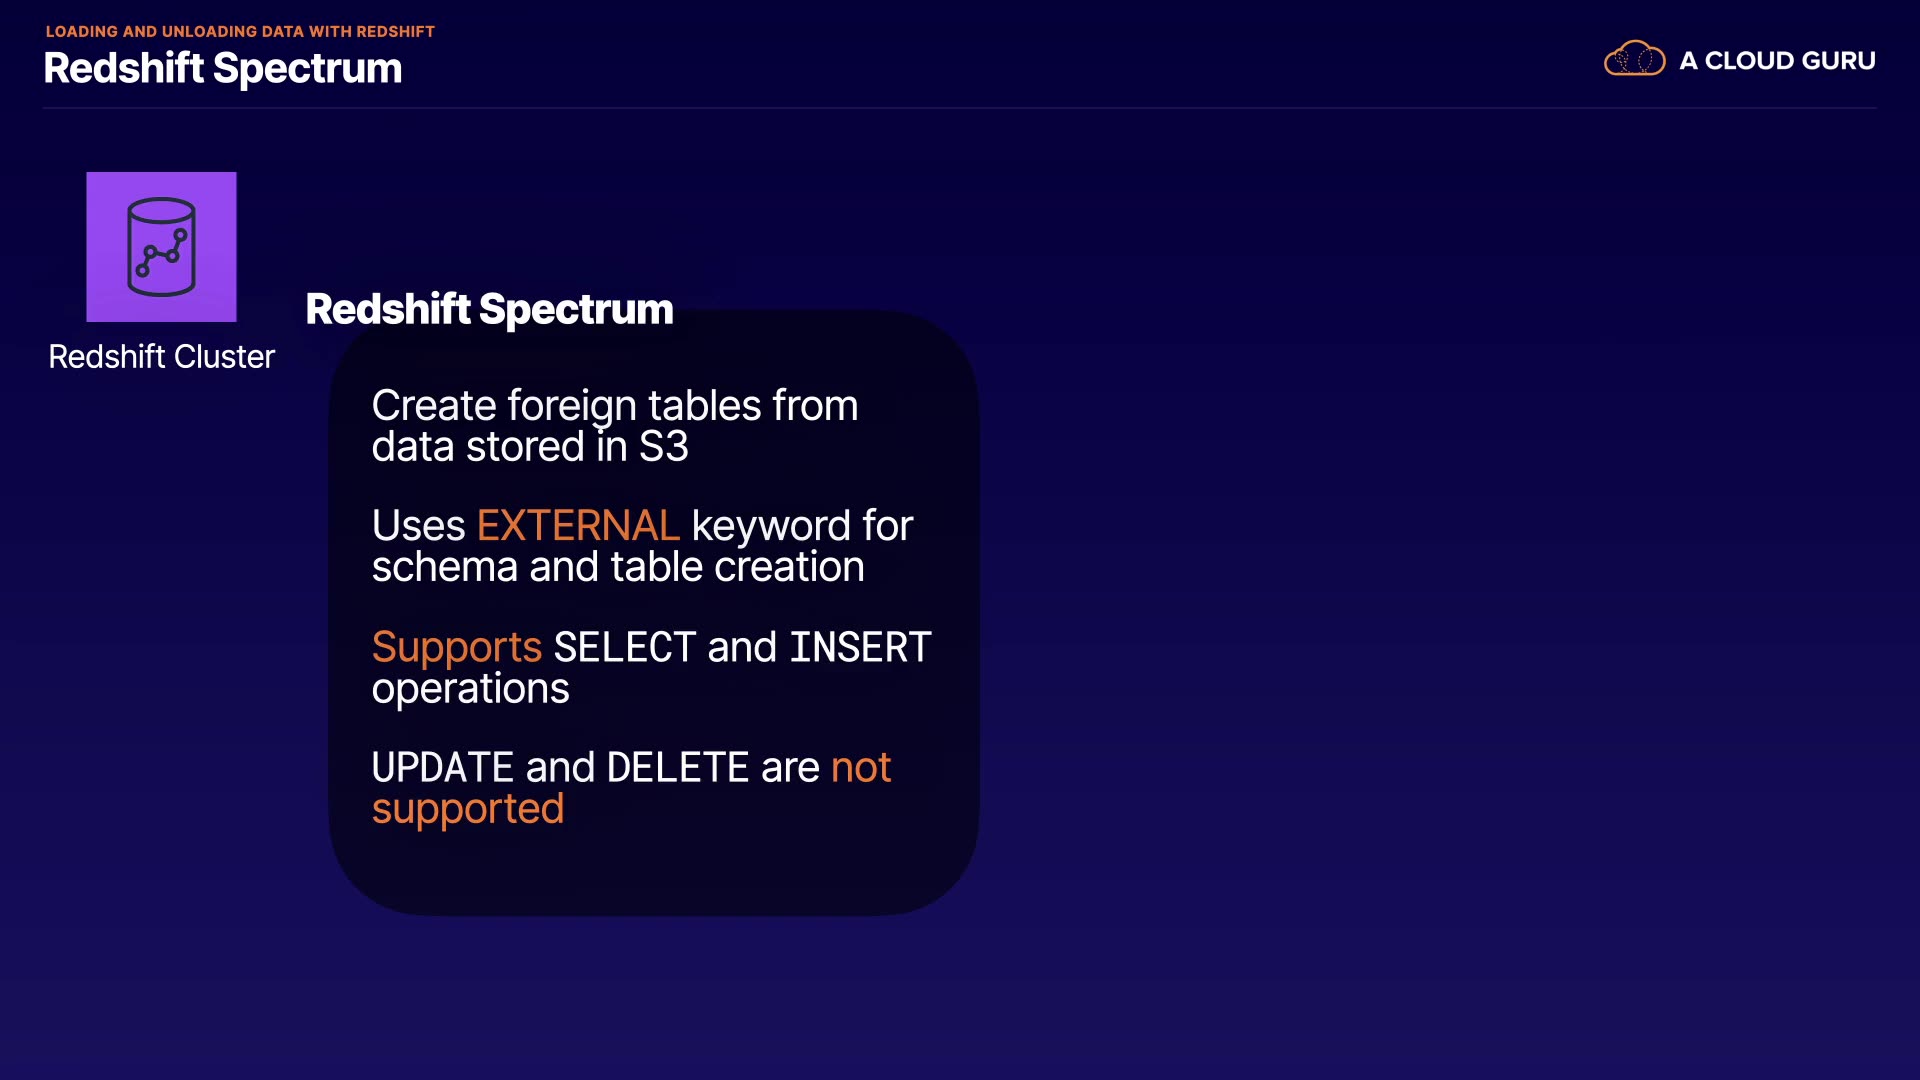 LOADING AND UNLOADING DATA WITH REDSHIFT
Redshift Spectrum
A CLOUD GURU
Redshift Cluster
Redshift Spectrum
Create foreign tables from
data stored in S3
Uses EXTERNAL keyword for
schema and table creation
Supports SELECT and INSERT
operations
UPDATE and DELETE are not
supported